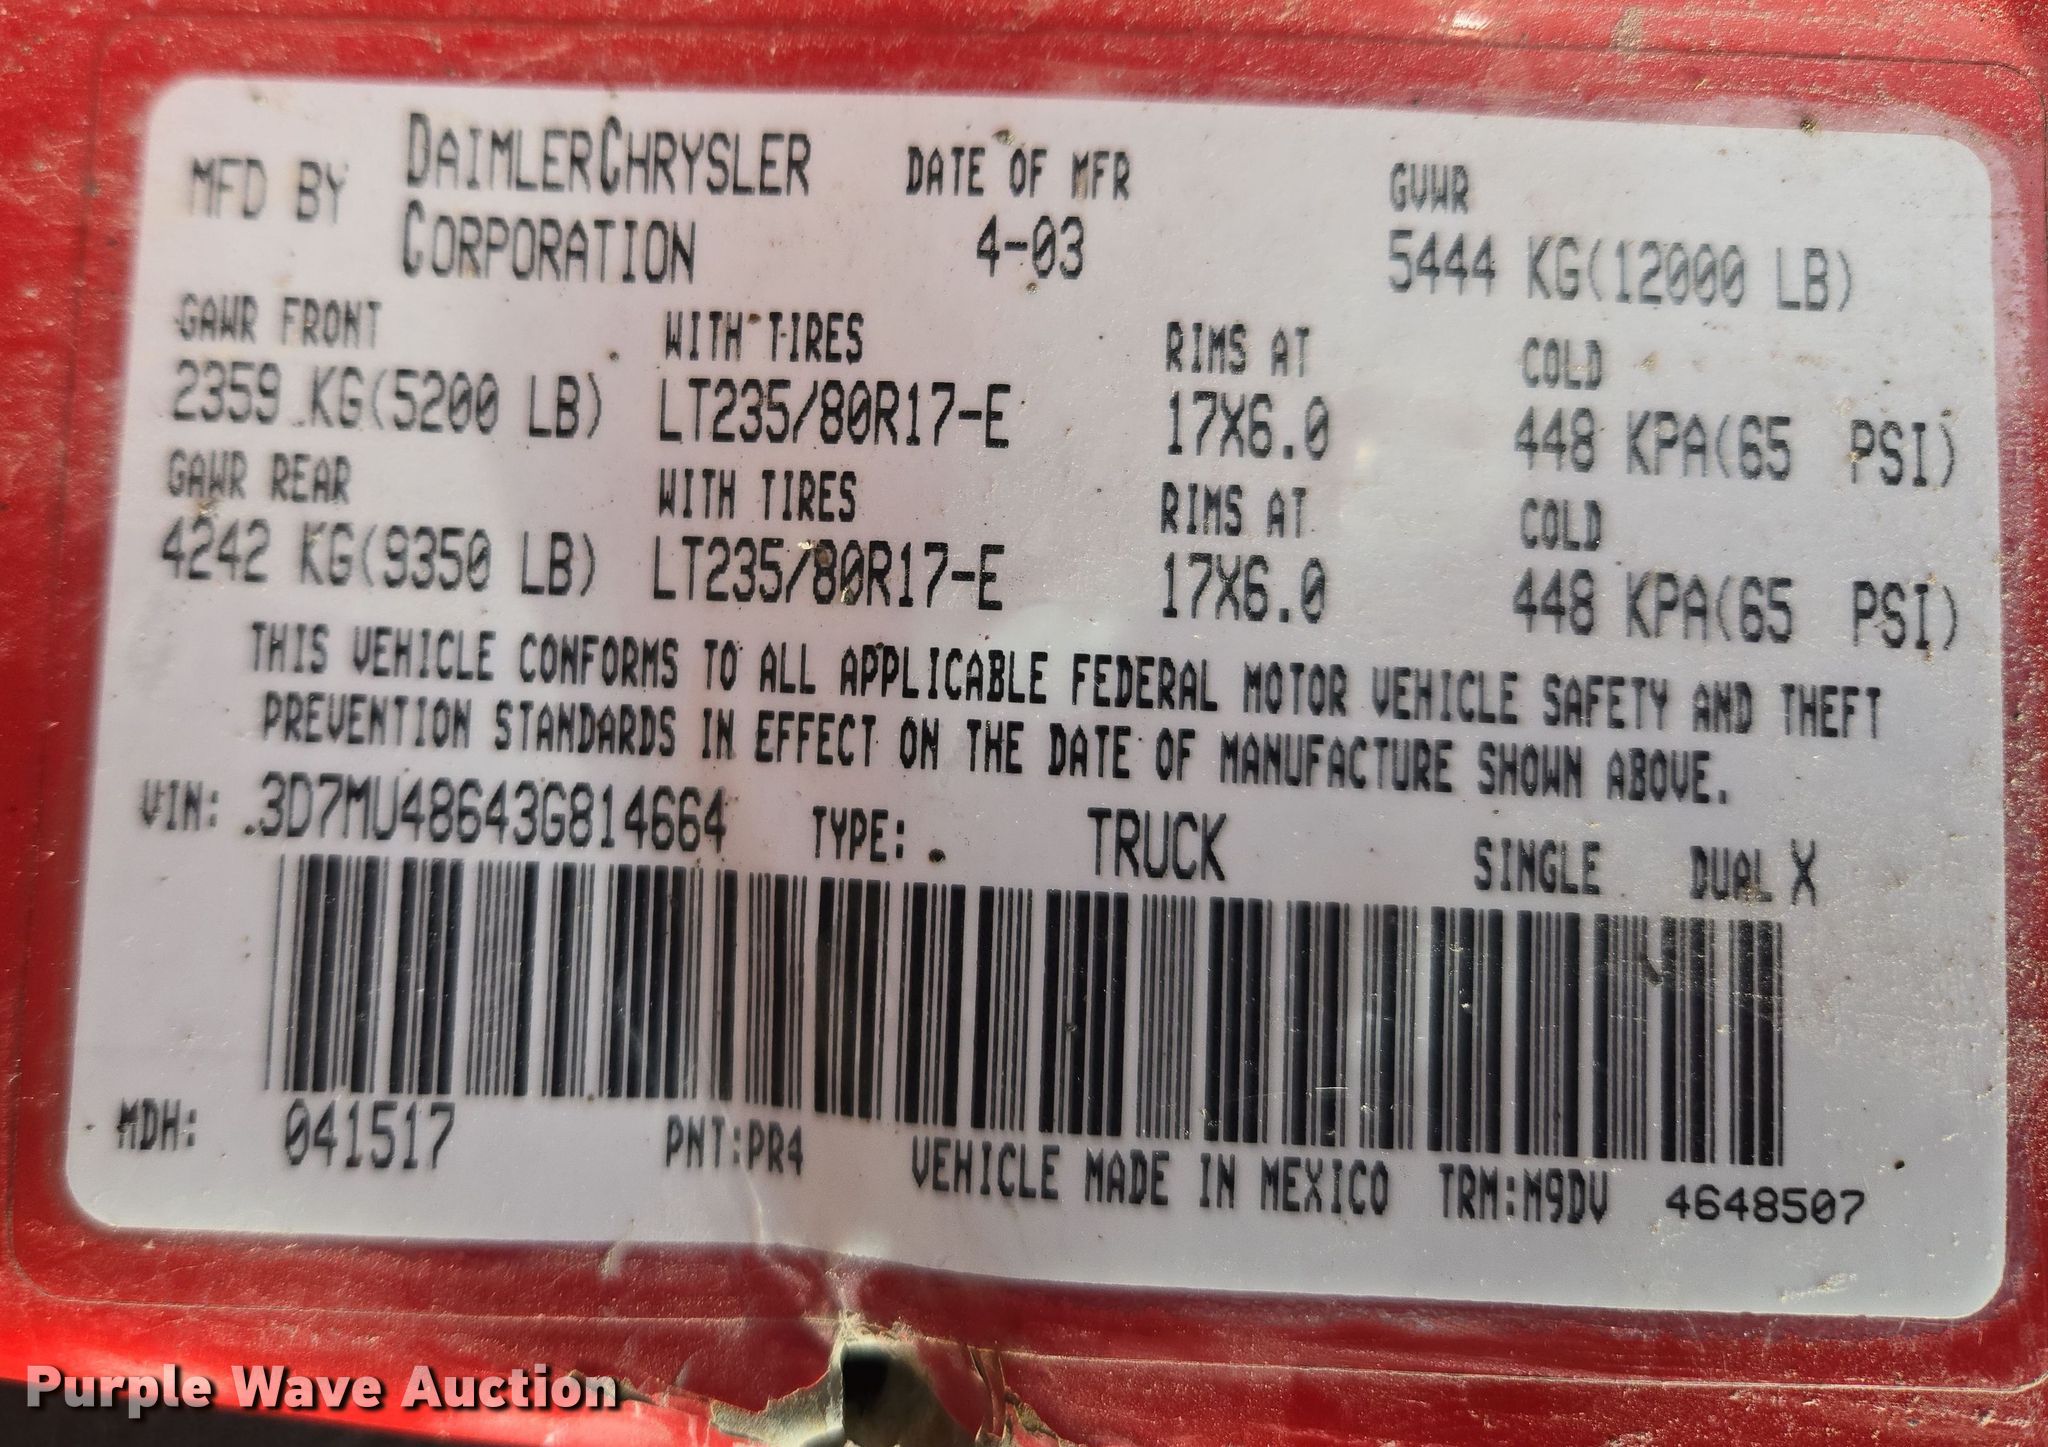 MFD BY DAIMLERCHRYSLER CORPORATION DATE OF MFR 4-03 GVWR 5444 KG(12000 LB)
GAWR FRONT WITH TIRES RIMS AT COLD
2359 KG(5200 LB) LT235/80R17-E 17X6.0 448 KPA(65 PSI)
GAWR REAR WITH TIRES RIMS AT COLD
4242 KG(9350 LB) LT235/80R17-E 17X6.0 448 KPA(65 PSI)
THIS VEHICLE CONFORMS TO ALL APPLICABLE FEDERAL MOTOR VEHICLE SAFETY AND THEFT
PREVENTION STANDARDS IN EFFECT ON THE DATE OF MANUFACTURE SHOWN ABOVE.
VIN: 3D7MU48643G814664 TYPE: TRUCK SINGLE DUAL X
MDH: 041517 PNT:PR4 VEHICLE MADE IN MEXICO TRM:M9DV 4648507
Purple Wave Auction